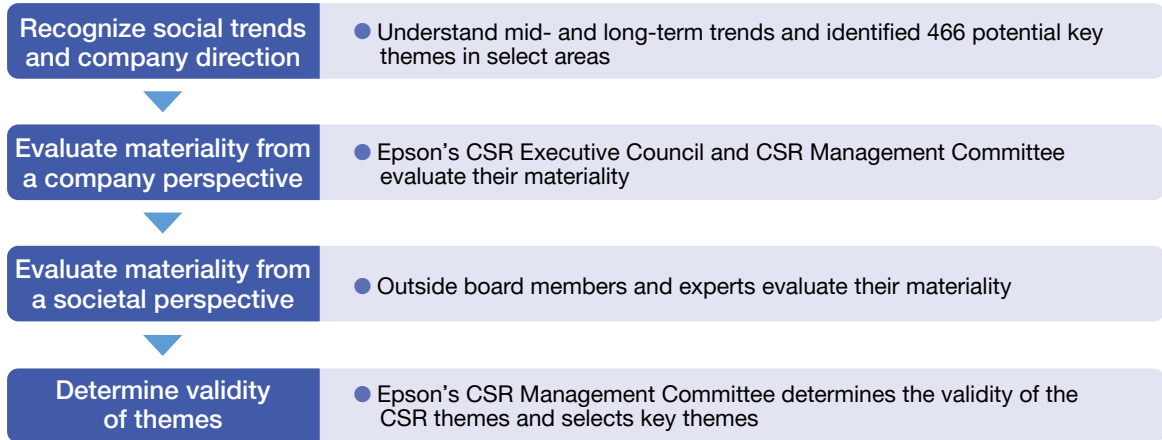 Recognize social trends
and company direction
● Understand mid- and long-term trends and identified 466 potential key
themes in select areas
Evaluate materiality from
a company perspective
● Epson's CSR Executive Council and CSR Management Committee
evaluate their materiality
Evaluate materiality from
a societal perspective
● Outside board members and experts evaluate their materiality
Determine validity
of themes
● Epson's CSR Management Committee determines the validity of the
CSR themes and selects key themes